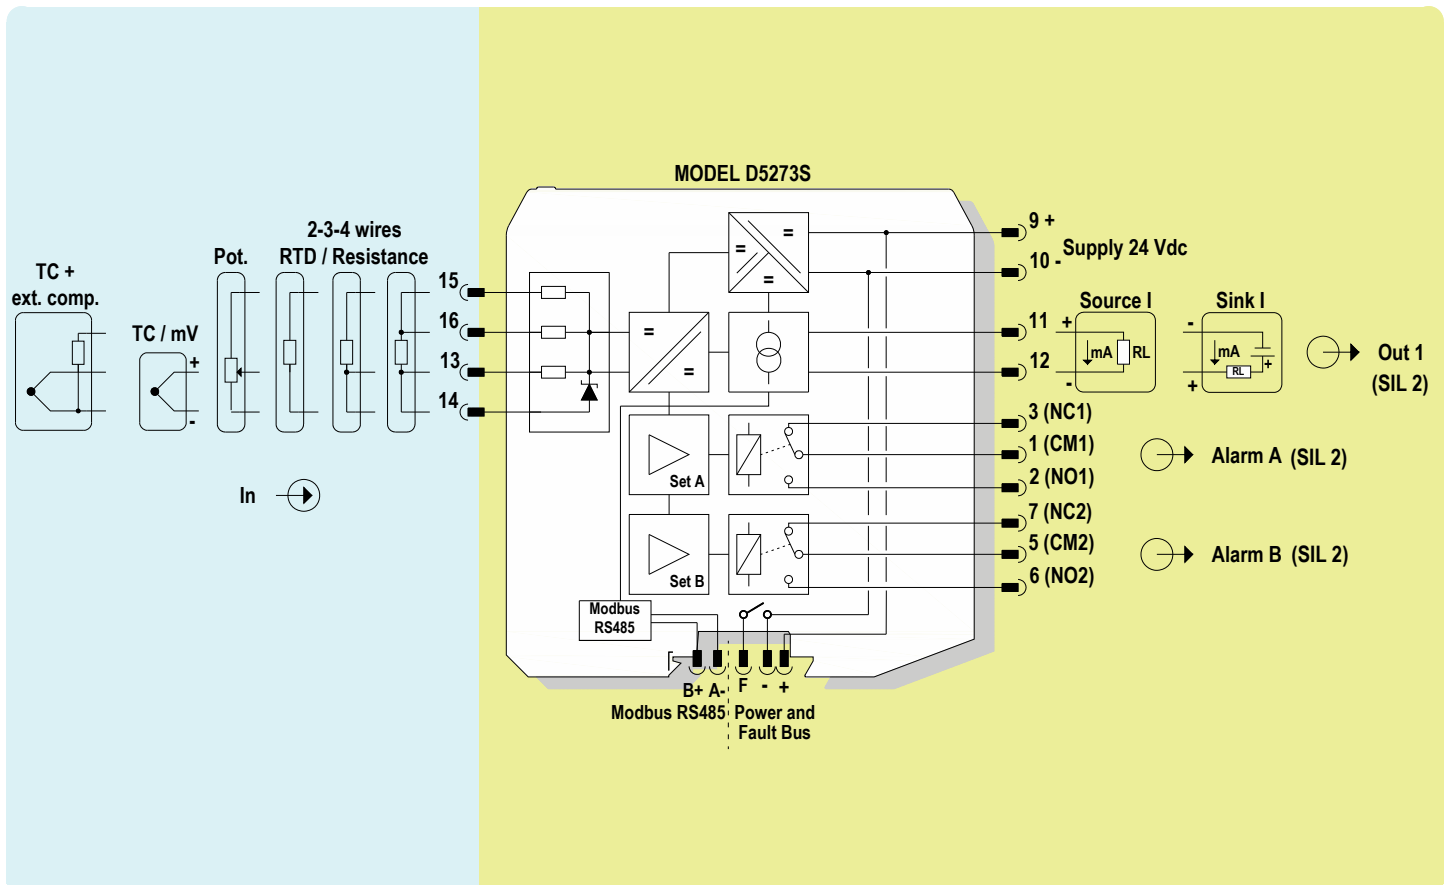 MODEL D5273S
2-3-4 wires
RTD / Resistance
Pot.
TC +
ext. comp.
TC / mV
+
-
15
16
13
14
In
=
=
=
=
=
Set A
Set B
Modbus
RS485
9 +
10 -
Supply 24 Vdc
11
12
Source I
+
mA
RL
-
Sink I
-
mA
RL
+
+
Out 1
(SIL 2)
3 (NC1)
1 (CM1)
2 (NO1)
Alarm A (SIL 2)
7 (NC2)
5 (CM2)
6 (NO2)
Alarm B (SIL 2)
B+ A-
F - +
Modbus RS485
Power and
Fault Bus